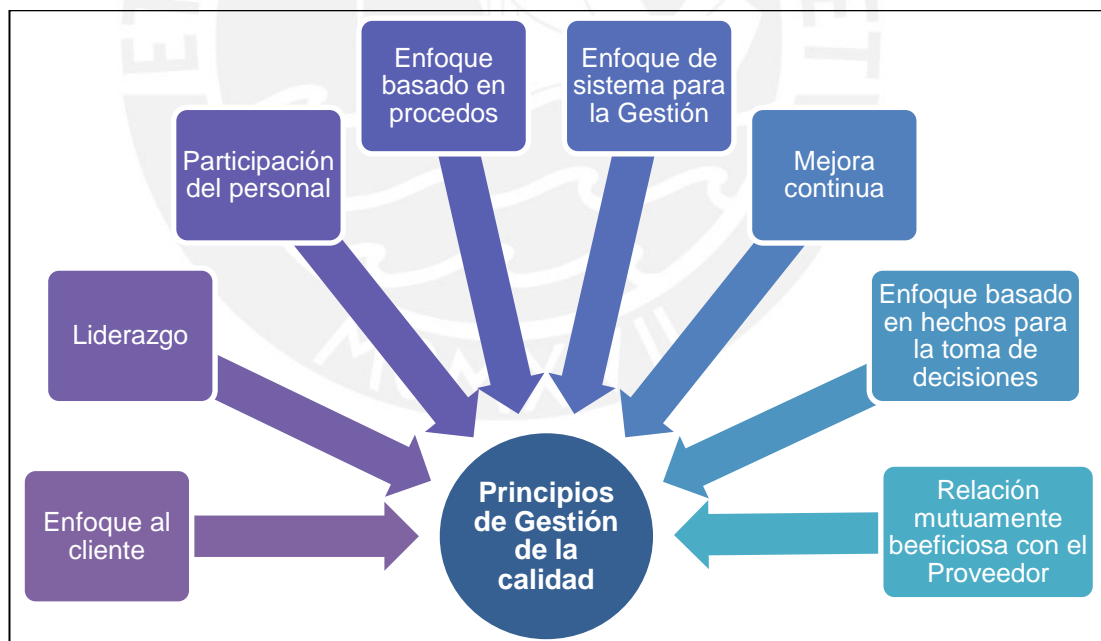 Enfoque al
cliente
Liderazgo
Participación
del personal
Enfoque
basado en
procedos
Enfoque de
sistema para
la Gestión
Mejora
continua
Enfoque basado
en hechos para
la toma de
decisiones
Relación
mutuamente
beeficiosa con el
Proveedor
Principios
de Gestión
de la
calidad